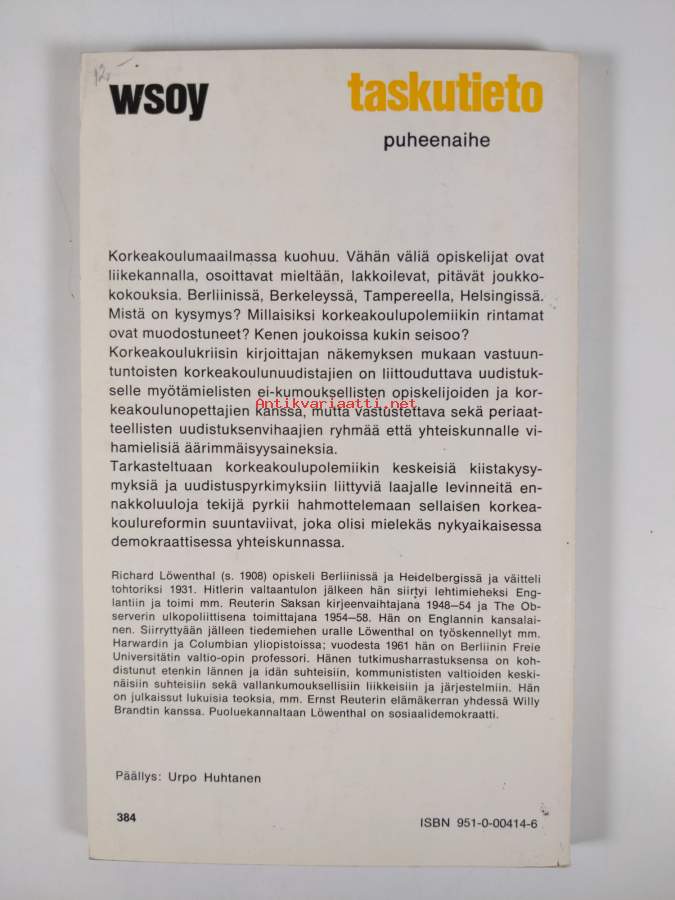 12,-
wsoy
taskutieto
puheenaihe
Korkeakoulumaailmassa kuohuu. Vähän väliä opiskelijat ovat
liikekannalla, osoittavat mieltään, lakkoilevat, pitävät joukko-
kokouksia. Berliinissä, Berkeleyssä, Tampereella, Helsingissä.
Mistä on kysymys? Millaisiksi korkeakoulupolemiikin rintamat
ovat muodostuneet? Kenen joukoissa kukin seisoo?
Korkeakoulukriisin kirjoittajan näkemyksen mukaan vastuun-
tuntoisten korkeakoulunuudistajien on liittouduttava uudistuk-
selle myötämielisten ei-kumouksellisten opiskelijoiden ja kor-
keakoulunopettajien kanssa, mutta vastustettava sekä periaat-
Antikvariaatti.net
teellisten uudistuksenvihaajien ryhmää että yhteiskunnalle vi-
hamielisiä äärimmäisyysaineksia.
Tarkasteltuaan korkeakoulupolemiikin keskeisiä kiistakysy-
myksiä ja uudistuspyrkimyksiin liittyviä laajalle levinneitä en-
nakkoluuloja tekijä pyrkii hahmottelemaan sellaisen korkea-
koulureformin suuntaviivat, joka olisi mielekäs nykyaikaisessa
demokraattisessa yhteiskunnassa.
Richard Löwenthal (s. 1908) opiskeli Berliinissä ja Heidelbergissä ja väitteli
tohtoriksi 1931. Hitlerin valtaantulon jälkeen hän siirtyi lehtimieheksi Eng-
lantiin ja toimi mm. Reuterin Saksan kirjeenvaihtajana 1948–54 ja The Ob-
serverin ulkopoliittisena toimittajana 1954–58. Hän on Englannin kansalai-
nen. Siirryttyään jälleen tiedemiehen uralle Löwenthal on työskennellyt mm.
Harwardin ja Columbian yliopistoissa; vuodesta 1961 hän on Berliinin Freie
Universitätin valtio-opin professori. Hänen tutkimusharrastuksensa on koh-
distunut etenkin lännen ja idän suhteisiin, kommunististen valtioiden keski-
näisiin suhteisiin sekä vallankumouksellisiin liikkeisiin ja järjestelmiin. Hän
on julkaissut lukuisia teoksia, mm. Ernst Reuterin elämäkerran yhdessä Willy
Brandtin kanssa. Puoluekannaltaan Löwenthal on sosiaalidemokraatti.
Päällys: Urpo Huhtanen
384
ISBN 951-0-00414-6